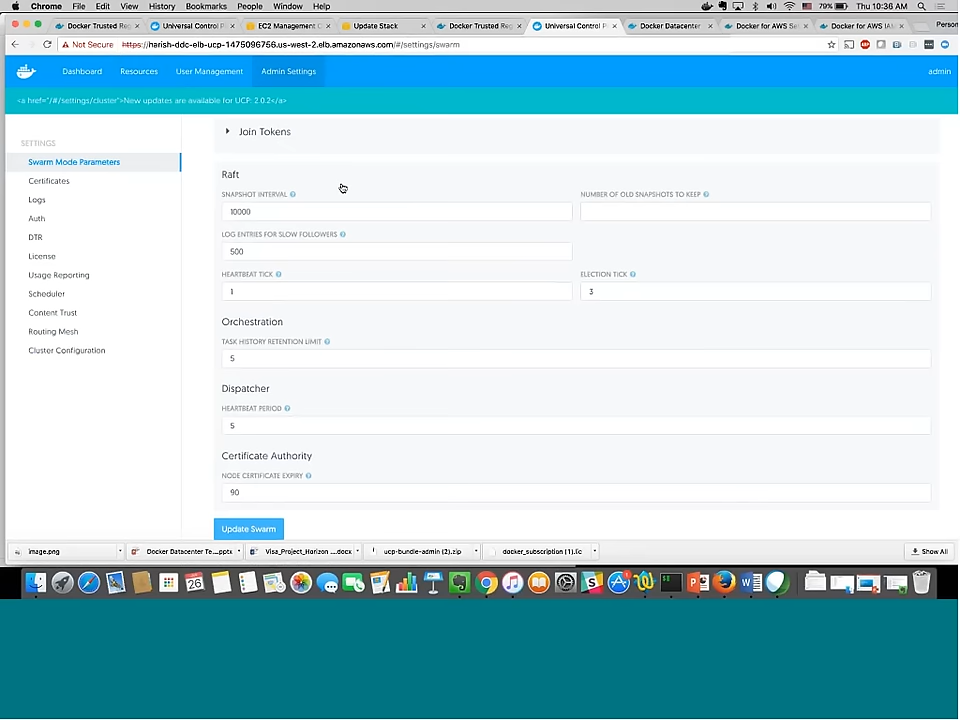 Chrome File Edit View History Bookmarks People Window Help 79% Thu 10:36 AM
Docker Trusted Reg Universal Control P EC2 Management C Update Stack Docker Trusted Reg Universal Control P Docker Datacenter Docker for AWS Se Docker for AWS IA Person
Not Secure https://harish-ddc-elb-ucp-1475096756.us-west-2.elb.amazonaws.com/#/settings/swarm
Dashboard Resources User Management Admin Settings admin
<a href="/#/settings/cluster">New updates are available for UCP: 2.0.2</a>
Join Tokens
SETTINGS
Swarm Mode Parameters
Certificates
Logs
Auth
DTR
License
Usage Reporting
Scheduler
Content Trust
Routing Mesh
Cluster Configuration
Raft
SNAPSHOT INTERVAL NUMBER OF OLD SNAPSHOTS TO KEEP
10000
LOG ENTRIES FOR SLOW FOLLOWERS
500
HEARTBEAT TICK ELECTION TICK
1 3
Orchestration
TASK HISTORY RETENTION LIMIT
5
Dispatcher
HEARTBEAT PERIOD
5
Certificate Authority
NODE CERTIFICATE EXPIRY
90
Update Swarm
image.png Docker Datacenter Te....pptx Visa_Project_Horizon ....docx ucp-bundle-admin (2).zip docker_subscription (1).lic Show All
26